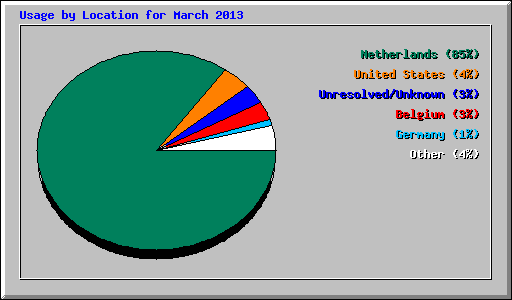 Usage by Location for March 2013
Netherlands (85%)
United States (4%)
Unresolved/Unknown (3%)
Belgium (3%)
Germany (1%)
Other (4%)